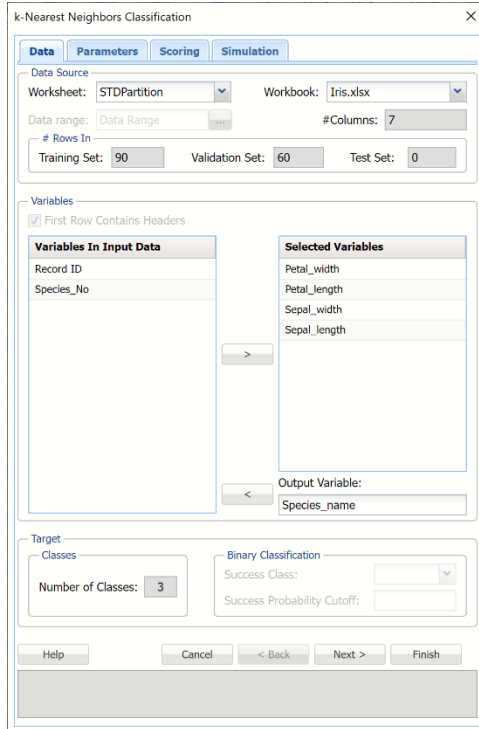 k-Nearest Neighbors Classification
Data Parameters Scoring Simulation
Data Source
Worksheet: STDPartition Workbook: Iris.xlsx
Data range: Data Range ... #Columns: 7
# Rows In
Training Set: 90 Validation Set: 60 Test Set: 0
Variables
First Row Contains Headers
Variables In Input Data Selected Variables
Record ID Petal_width
Species_No Petal_length
Sepal_width
Sepal_length
>
Output Variable:
< Species_name
Target
Classes Binary Classification
Success Class:
Number of Classes: 3
Success Probability Cutoff:
Help Cancel < Back Next > Finish